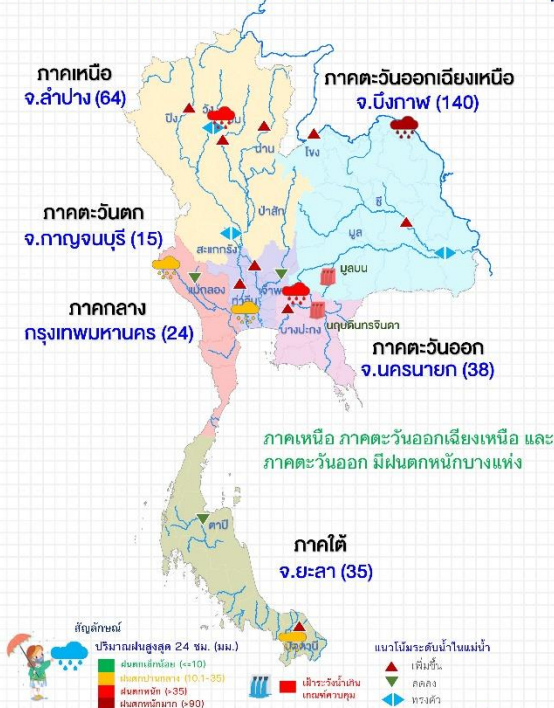 ภาคเหนือ
จ.ลำปาง (64)
ภาคตะวันออกเฉียงเหนือ
จ.บึงกาฬ (140)
ปิง
วัง
ยม
น่าน
โขง
ป่าสัก
ชี
มูล
ภาคตะวันตก
จ.กาญจนบุรี (15)
สะแกกรัง
แม่กลอง
ท่าจีน
มูลบน
ภาคกลาง
กรุงเทพมหานคร (24)
บางปะกง
นฤบดินทรจินดา
ภาคตะวันออก
จ.นครนายก (38)
ภาคเหนือ ภาคตะวันออกเฉียงเหนือ และ
ภาคตะวันออก มีฝนตกหนักบางแห่ง
ตาปี
ภาคใต้
จ.ยะลา (35)
ปัตตานี
สัญลักษณ์
ปริมาณฝนสูงสุด 24 ชม. (มม.)
ฝนตกเล็กน้อย (<=10)
ฝนตกปานกลาง (10.1-35)
ฝนตกหนัก (>35)
ฝนตกหนักมาก (>90)
เฝ้าระวังน้ำเกิน
เกณฑ์ควบคุม
แนวโน้มระดับน้ำในแม่น้ำ
เพิ่มขึ้น
ลดลง
ทรงตัว